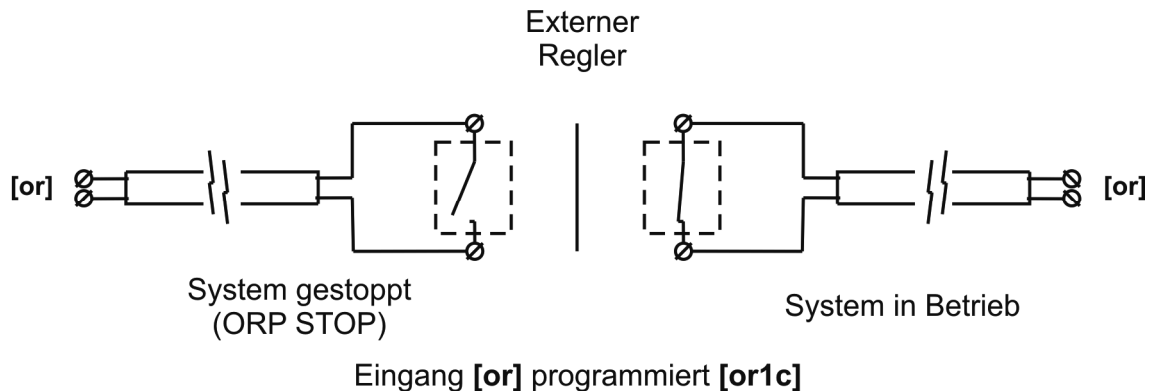 Externer
Regler
[or]
[or]
System gestoppt
(ORP STOP)
System in Betrieb
Eingang [or] programmiert [or1c]